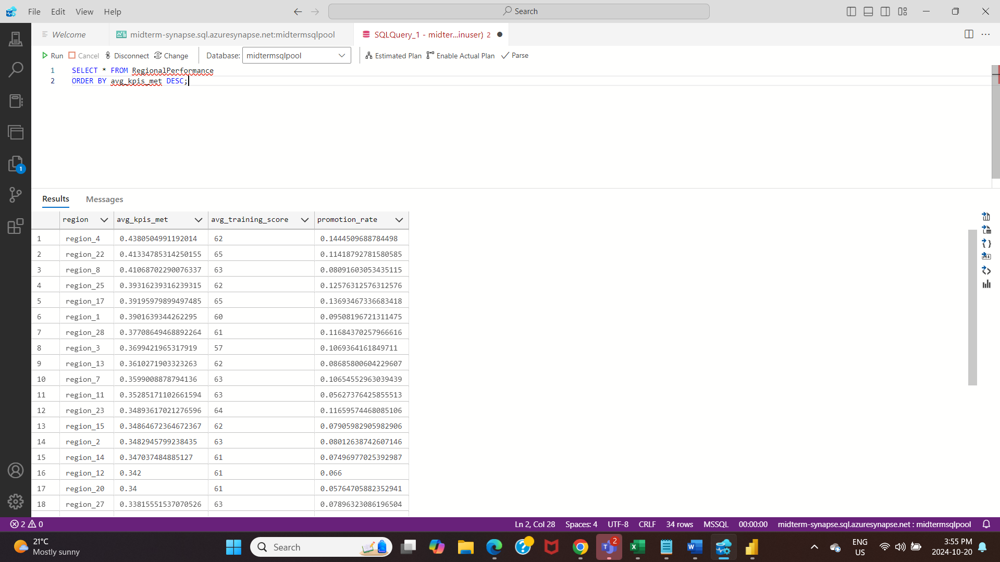 File Edit View Help
Search
Welcome
midterm-synapse.sql.azuresynapse.net:midtermsqlpool
SQLQuery_1 - midter...inuser) 2
Run Cancel Disconnect Change Database: midtermsqlpool Estimated Plan Enable Actual Plan Parse
1 SELECT * FROM RegionalPerformance
2 ORDER BY avg_kpis_met DESC;
1
Results Messages
region avg_kpis_met avg_training_score promotion_rate
1 region_4 0.4380504991192014 62 0.1444509688784498
2 region_22 0.41334785314250155 65 0.11418792781580585
3 region_8 0.41068702290076337 63 0.08091603053435115
4 region_25 0.39316239316239315 62 0.12576312576312576
5 region_17 0.39195979899497485 65 0.13693467336683418
6 region_1 0.3901639344262295 60 0.09508196721311475
7 region_28 0.37708649468892264 61 0.11684370257966616
8 region_3 0.3699421965317919 57 0.1069364161849711
9 region_13 0.3610271903323263 62 0.08685800604229607
10 region_7 0.3599008878794136 63 0.10654552963039439
11 region_11 0.35285171102661594 63 0.05627376425855513
12 region_23 0.34893617021276596 64 0.11659574468085106
13 region_15 0.34864672364672367 62 0.07905982905982906
14 region_2 0.3482945799238435 63 0.08012638742607146
15 region_14 0.347037484885127 61 0.07496977025392987
16 region_12 0.342 61 0.066
17 region_20 0.34 61 0.05764705882352941
18 region_27 0.33815551537070526 63 0.07896323086196504
2 0 Ln 2, Col 28 Spaces: 4 UTF-8 CRLF 34 rows MSSQL 00:00:00 midterm-synapse.sql.azuresynapse.net : midtermsqlpool
21°C
Mostly sunny
Search
2
ENG
US
3:55 PM
2024-10-20